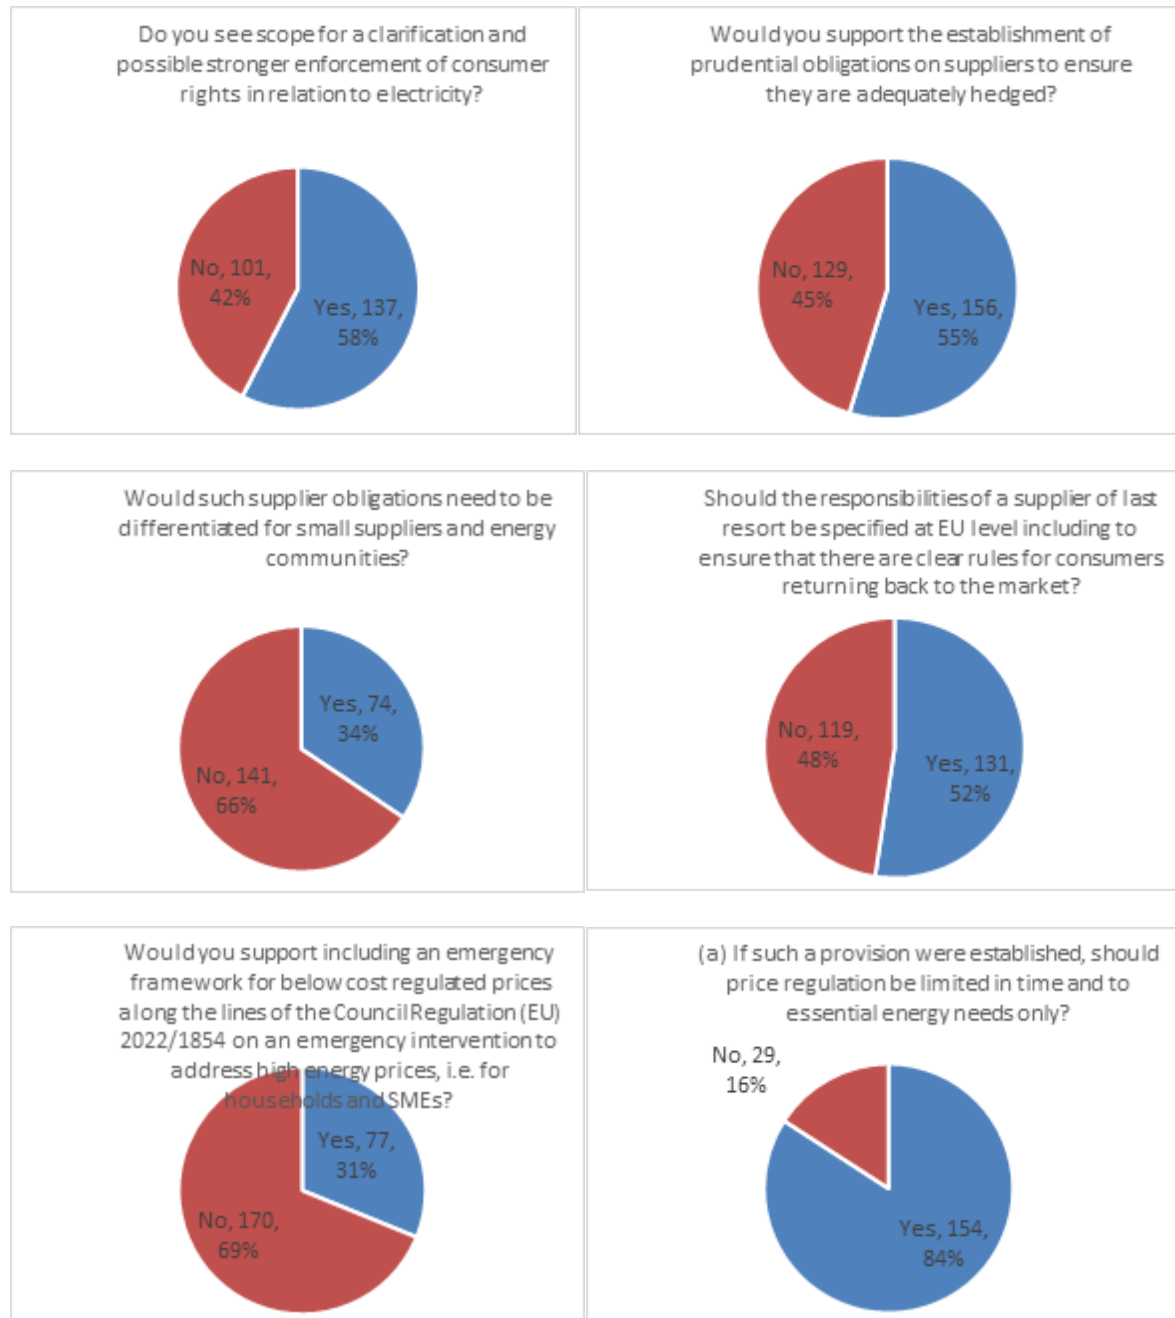 Do you see scope for a clarification and
possible stronger enforcement of consumer
rights in relation to electricity?
No, 101,
42%
Yes, 137,
58%
Would you support the establishment of
prudential obligations on suppliers to ensure
they are adequately hedged?
No, 129,
45%
Yes, 156,
55%
Would such supplier obligations need to be
differentiated for small suppliers and energy
communities?
Yes, 74,
34%
No, 141,
66%
Should the responsibilities of a supplier of last
resort be specified at EU level including to
ensure that there are clear rules for consumers
returning back to the market?
No, 119,
48%
Yes, 131,
52%
Would you support including an emergency
framework for below cost regulated prices
along the lines of the Council Regulation (EU)
2022/1854 on an emergency intervention to
address high energy prices, i.e. for
households and SMEs?
Yes, 77,
31%
No, 170,
69%
(a) If such a provision were established, should
price regulation be limited in time and to
essential energy needs only?
No, 29,
16%
Yes, 154,
84%